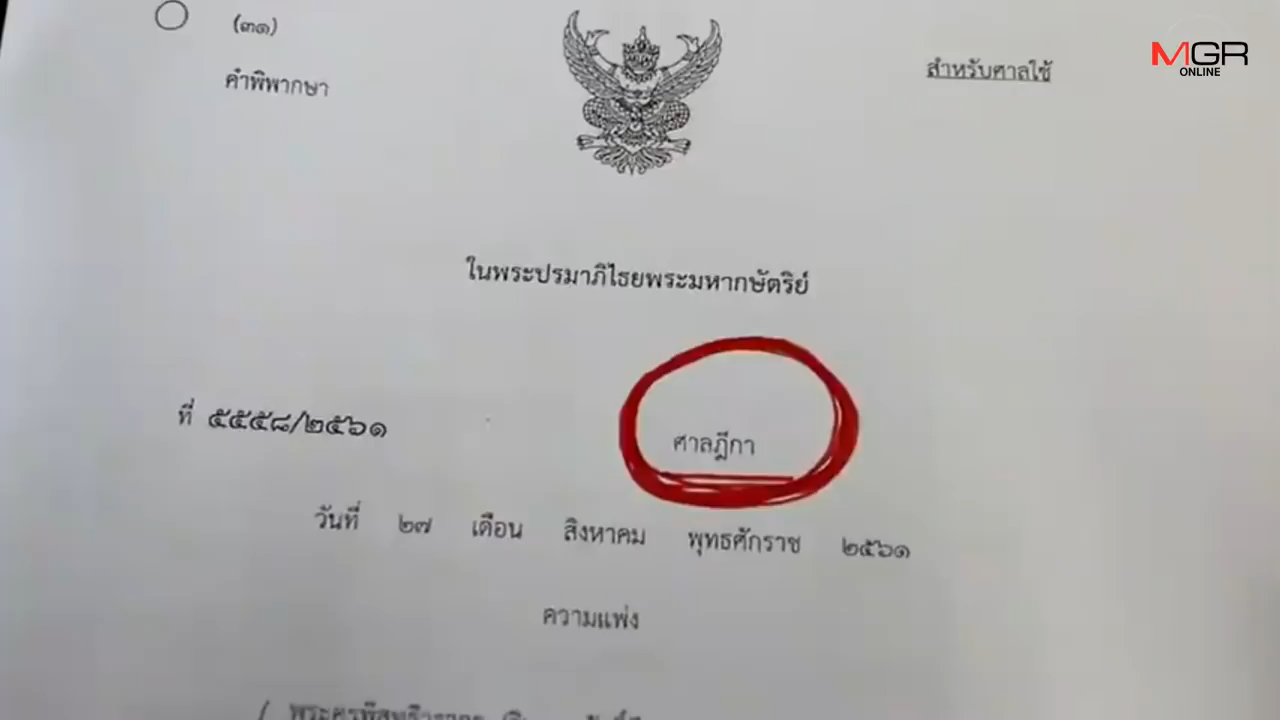 (๓๑)
คำพิพากษา
สำหรับศาลใช้
MGR
ONLINE
ในพระปรมาภิไธยพระมหากษัตริย์
ที่ ๕๕๕๘/๒๕๖๑
ศาลฎีกา
วันที่ ๒๗ เดือน สิงหาคม พุทธศักราช ๒๕๖๑
ความแพ่ง